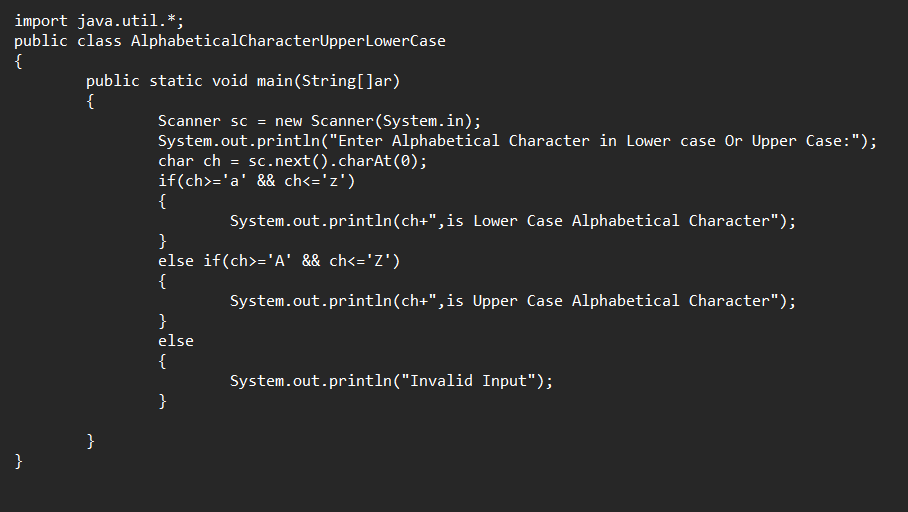 import java.util.*;
public class AlphabeticalCharacterUpperLowerCase
{
        public static void main(String[]ar)
        {
                Scanner sc = new Scanner(System.in);
                System.out.println("Enter Alphabetical Character in Lower case Or Upper Case:");
                char ch = sc.next().charAt(0);
                if(ch>='a' && ch<='z')
                {
                        System.out.println(ch+",is Lower Case Alphabetical Character");
                }
                else if(ch>='A' && ch<='Z')
                {
                        System.out.println(ch+",is Upper Case Alphabetical Character");
                }
                else
                {
                        System.out.println("Invalid Input");
                }

        }
}